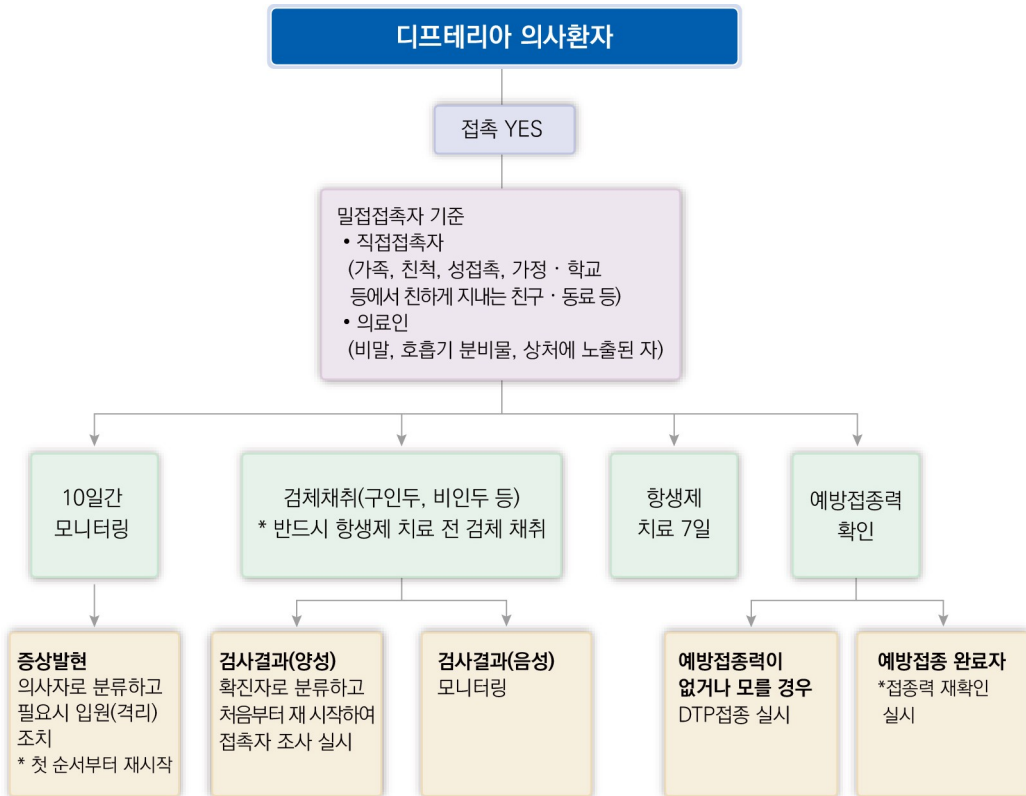 디프테리아 의사환자
접촉 YES
밀접접촉자 기준
• 직접접촉자
(가족, 친척, 성접촉, 가정 · 학교
등에서 친하게 지내는 친구 · 동료 등)
• 의료인
(비말, 호흡기 분비물, 상처에 노출된 자)
10일간
모니터링
검체채취(구인두, 비인두 등)
* 반드시 항생제 치료 전 검체 채취
항생제
치료 7일
예방접종력
확인
증상발현
의사자로 분류하고
필요시 입원(격리)
조치
* 첫 순서부터 재시작
검사결과(양성)
확진자로 분류하고
처음부터 재 시작하여
접촉자 조사 실시
검사결과(음성)
모니터링
예방접종력이
없거나 모를 경우
DTP접종 실시
예방접종 완료자
*접종력 재확인
실시